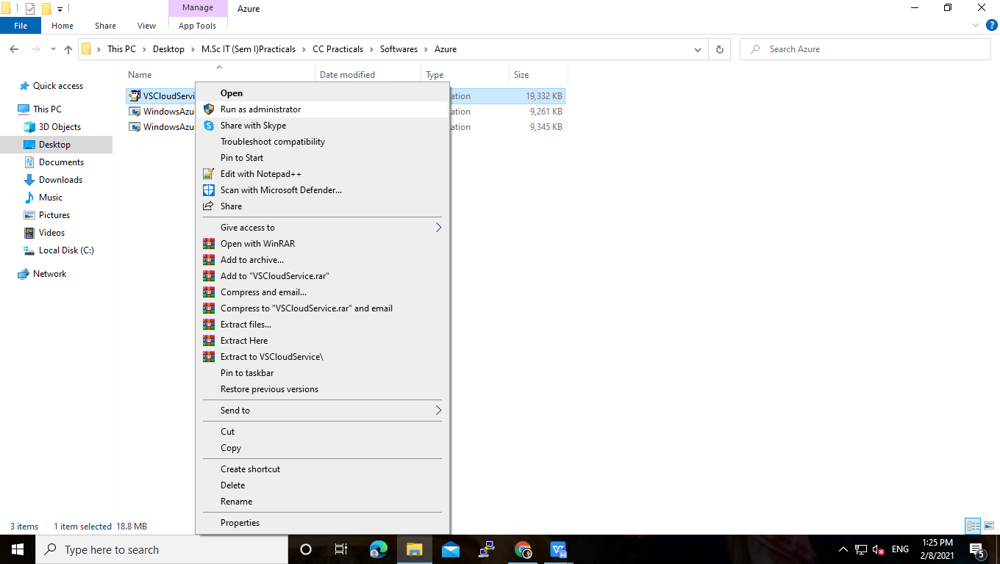 Manage
Azure
File
Home
Share
View
App Tools
This PC
Desktop
M.Sc IT (Sem I)Practicals
CC Practicals
Softwares
Azure
Search Azure
Name
Date modified
Type
Size
Quick access
This PC
3D Objects
Desktop
Documents
Downloads
Music
Pictures
Videos
Local Disk (C:)
Network
VSCloudServi
ration
19,332 KB
WindowsAzu
ration
9,261 KB
WindowsAzu
ration
9,345 KB
Open
Run as administrator
Share with Skype
Troubleshoot compatibility
Pin to Start
Edit with Notepad++
Scan with Microsoft Defender...
Share
Give access to
Open with WinRAR
Add to archive...
Add to "VSCloudService.rar"
Compress and email...
Compress to "VSCloudService.rar" and email
Extract files...
Extract Here
Extract to VSCloudService\
Pin to taskbar
Restore previous versions
Send to
Cut
Copy
Create shortcut
Delete
Rename
Properties
3 items
1 item selected 18.8 MB
Type here to search
ENG
1:25 PM
2/8/2021
5